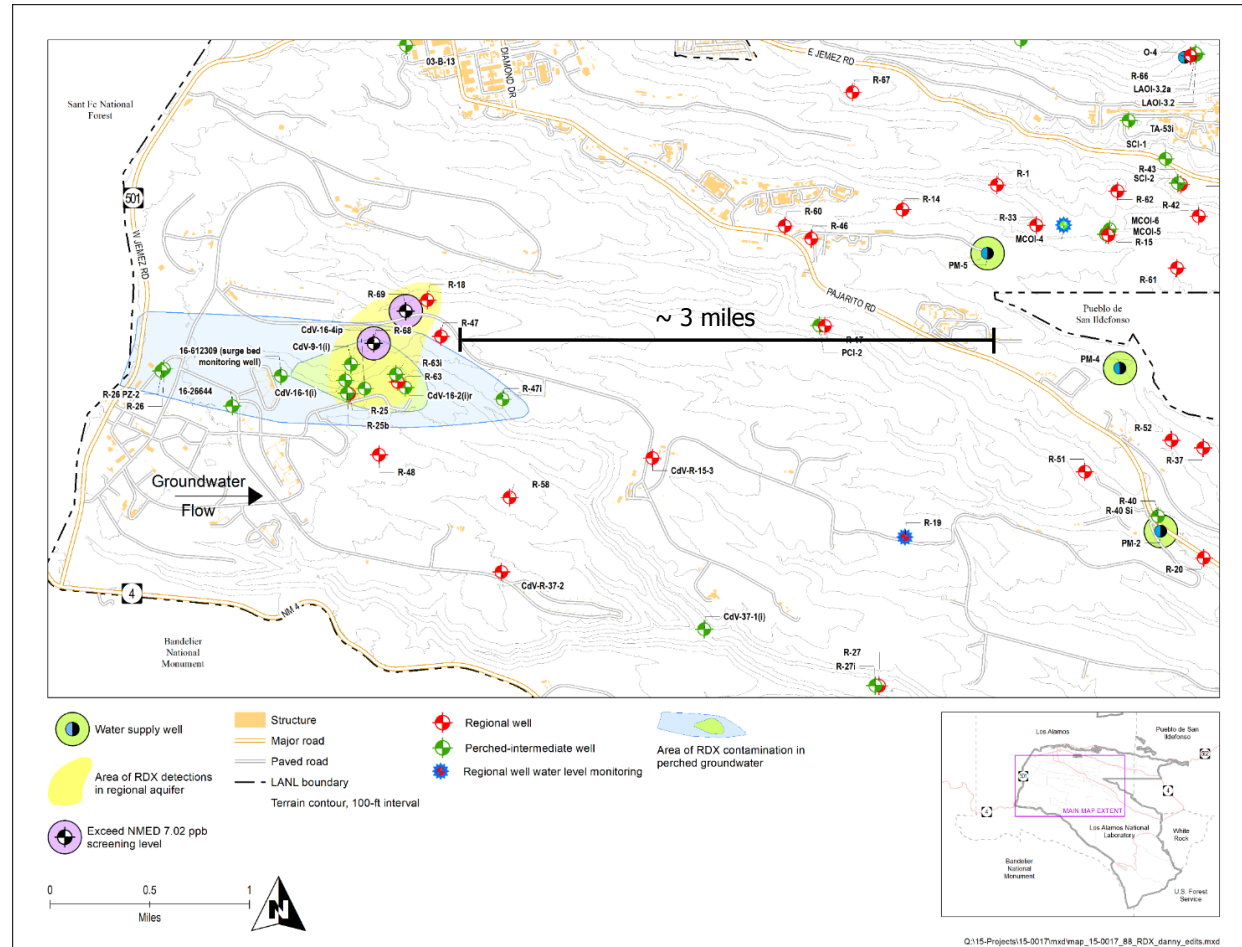 03-B-13
DIAMOND DR
E JEMEZ RD
O-4
R-66
LAOI-3.2a
LAOI-3.2
R-67
Sant Fe National
Forest
TA-53i
SCI-1
R-43
SCI-2
R-1
R-62
R-42
501
W JEMEZ RD
R-14
R-60
R-46
R-33
MCOI-4
MCOI-6
MCOI-5
R-15
PM-5
R-61
R-69
R-18
PAJARITO RD
Pueblo de
San Ildefonso
CdV-16-4ip
R-68
R-47
~ 3 miles
CdV-9-1(i)
R-17
PCI-2
16-612309 (surge bed
monitoring well)
R-63i
R-63
PM-4
R-26 PZ-2
R-26
16-26644
CdV-16-1(i)
R-25
CdV-16-2(i)r
R-47i
R-25b
R-52
R-37
R-48
CdV-R-15-3
R-51
Groundwater
Flow
R-58
R-40
R-40 Si
R-19
PM-2
R-20
4
NM 4
CdV-R-37-2
CdV-37-1(i)
Bandelier
National
Monument
R-27
R-27i
Water supply well
Area of RDX detections
in regional aquifer
Exceed NMED 7.02 ppb
screening level
Structure
Major road
Paved road
LANL boundary
Terrain contour, 100-ft interval
Regional well
Perched-intermediate well
Regional well water level monitoring
Area of RDX contamination in
perched groundwater
0 0.5 1
Miles
N
Los Alamos
Pueblo de San
Ildefonso
4
4
MAIN MAP EXTENT
Los Alamos National
Laboratory
White
Rock
Bandelier
National
Monument
U.S. Forest
Service
Q:\15-Projects\15-0017\mxd\map_15-0017_88_RDX_danny_edits.mxd